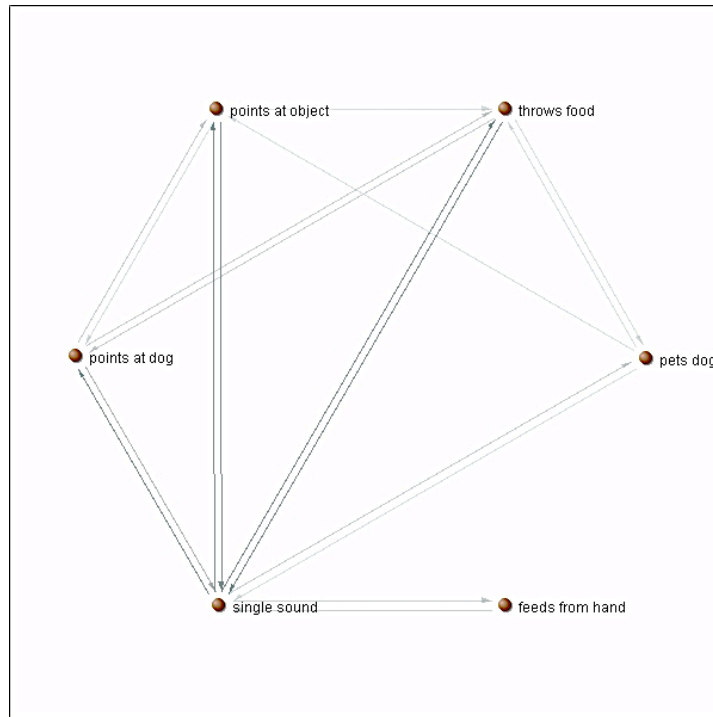 points at object
throws food
points at dog
pets dog
single sound
feeds from hand